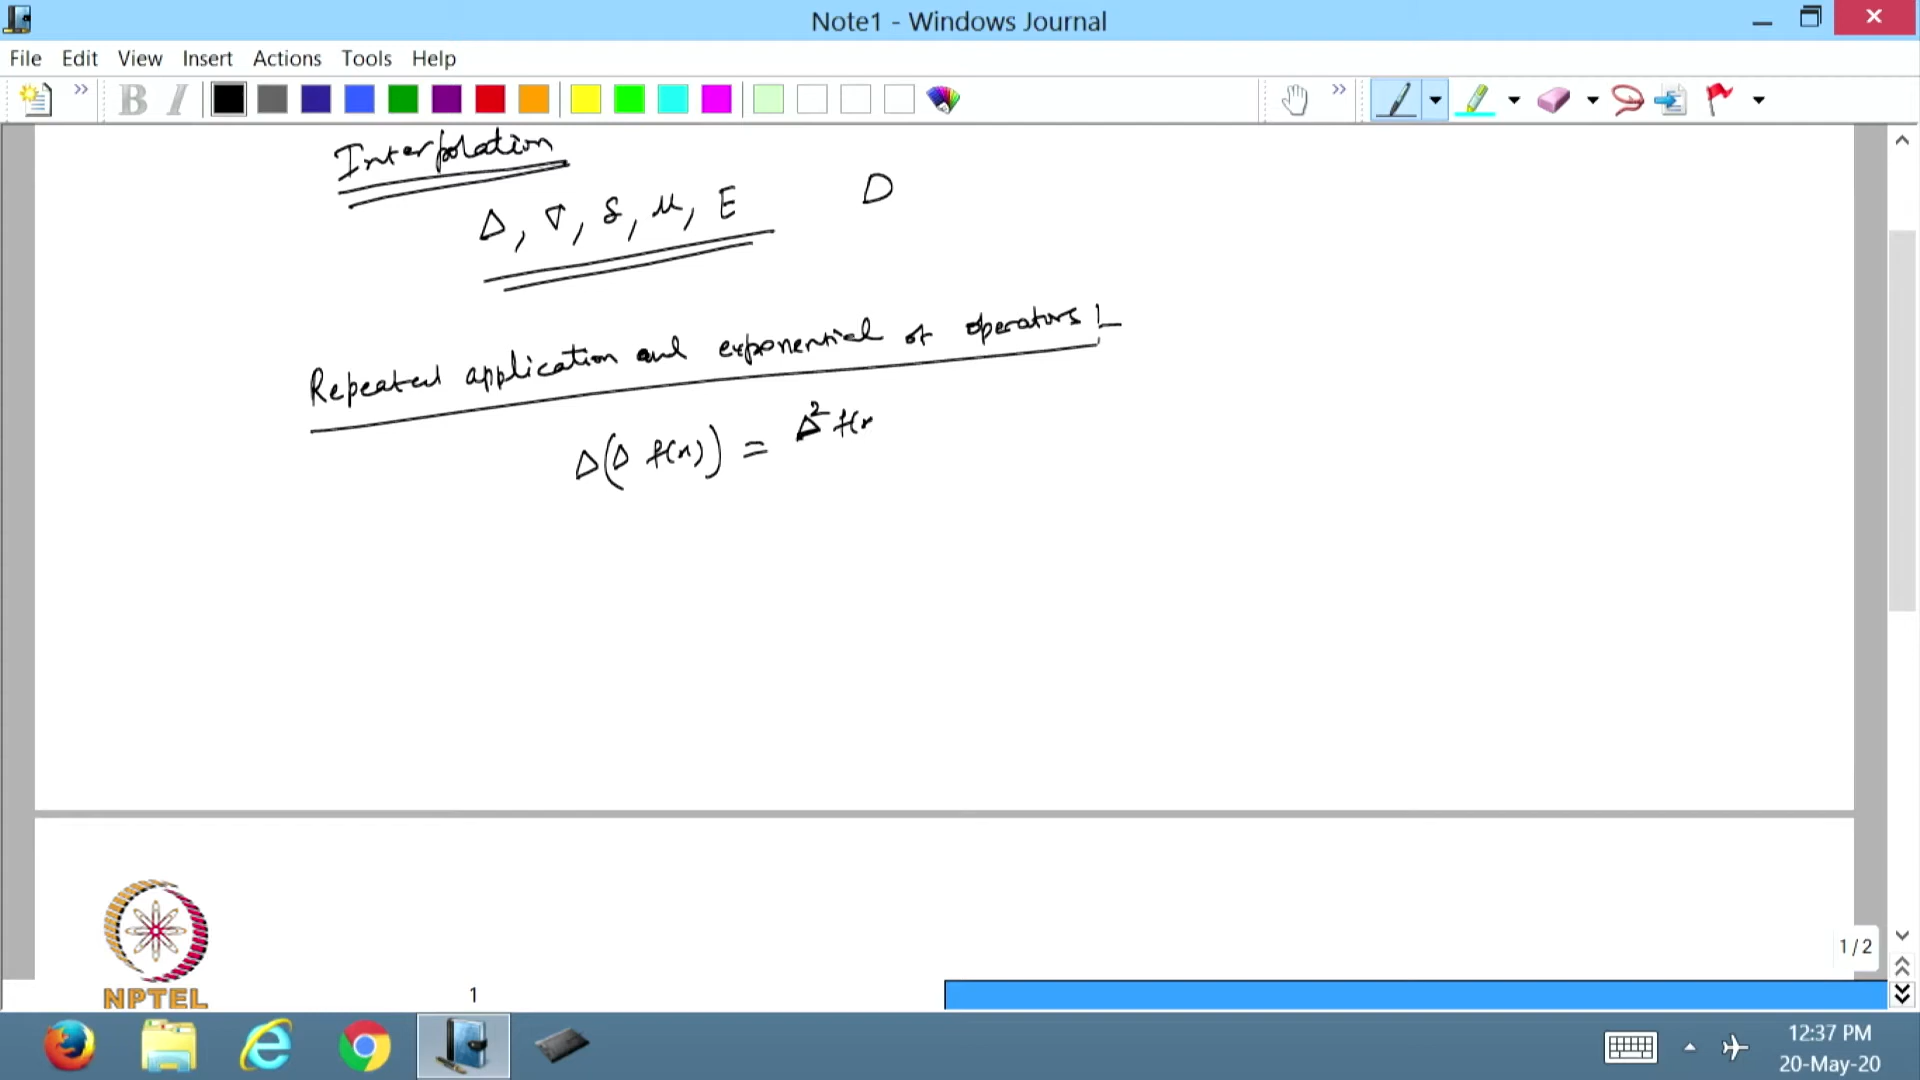 Note1 - Windows Journal
File Edit View Insert Actions Tools Help
B I
Interpolation
Δ, ∇, δ, μ, E D
Repeated application and exponential of operators :-
Δ(Δ f(x)) = Δ² f(x
NPTEL
1
1 / 2
12:37 PM
20-May-20